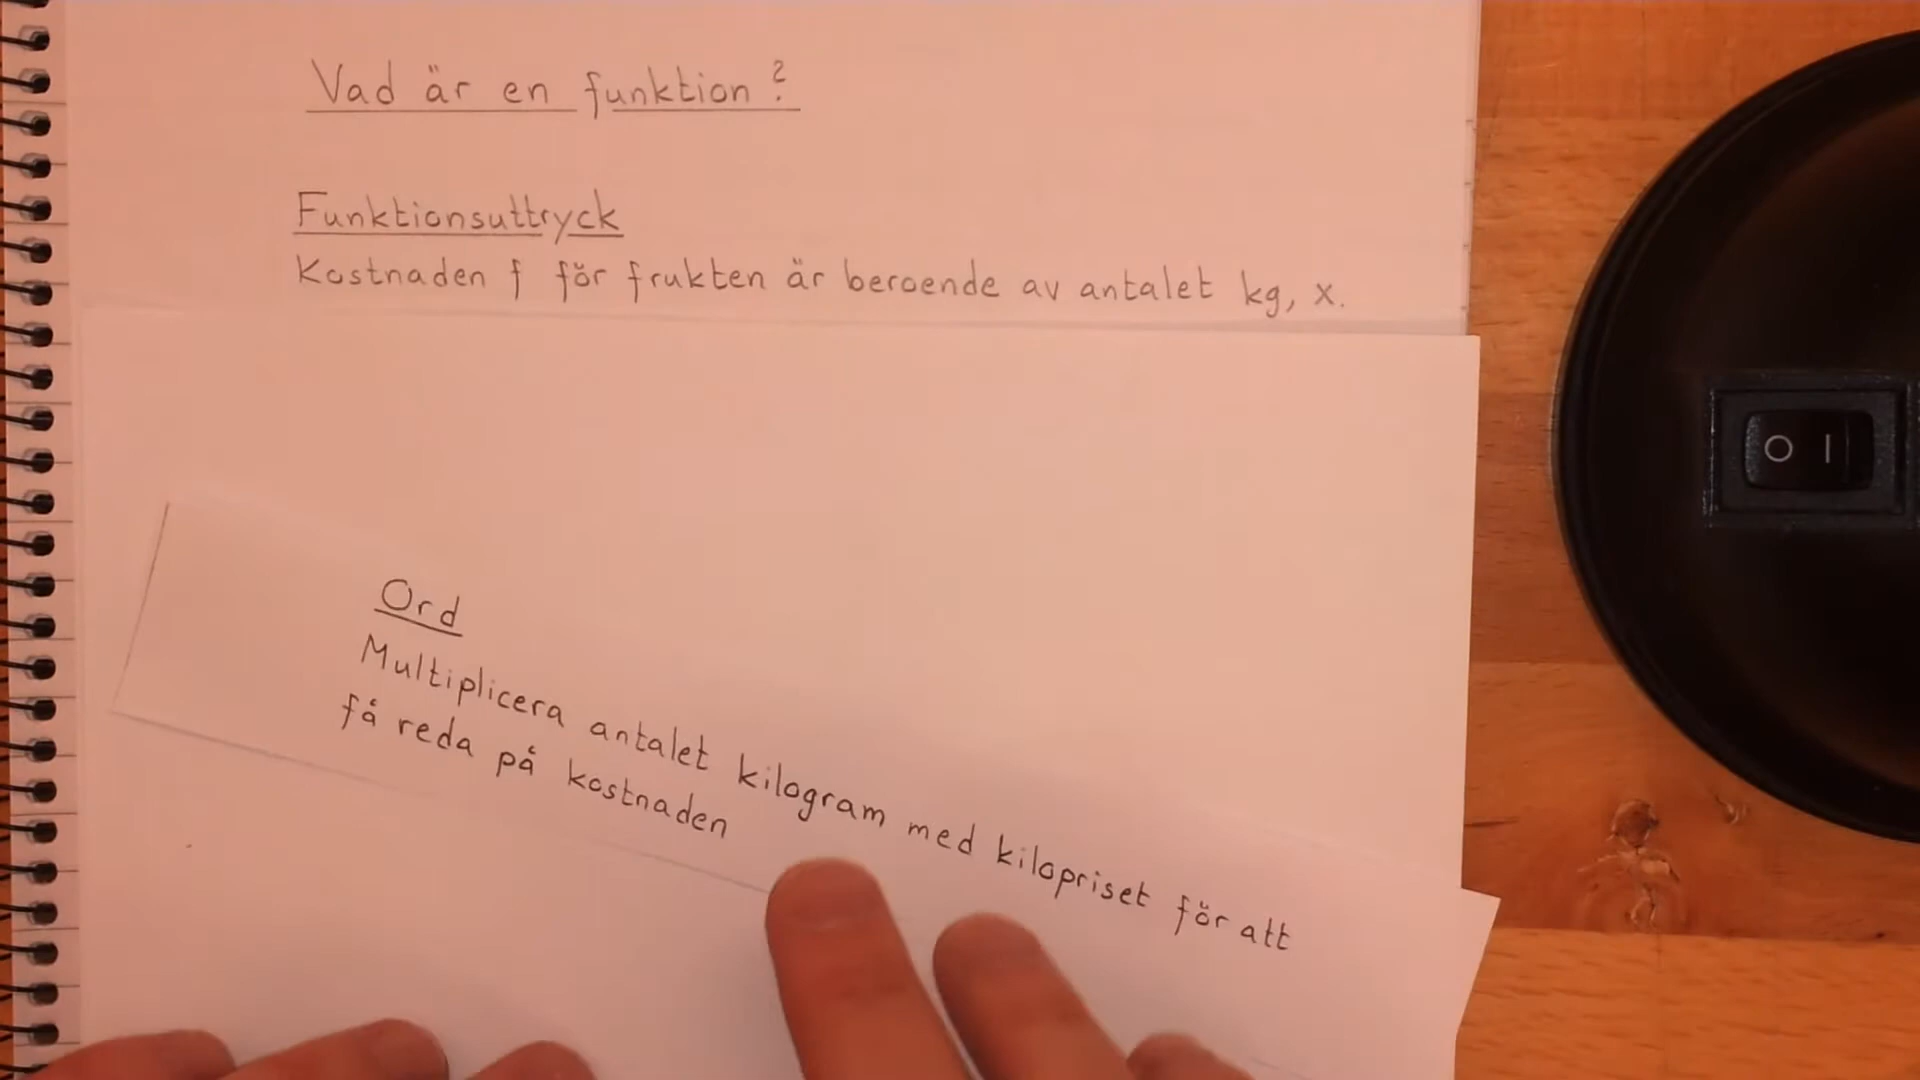 Vad är en funktion?
Funktionsuttryck
Kostnaden f för frukten är beroende av antalet kg, x.
Ord
Multiplicera antalet kilogram med kilopriset för att
få reda på kostnaden
O I